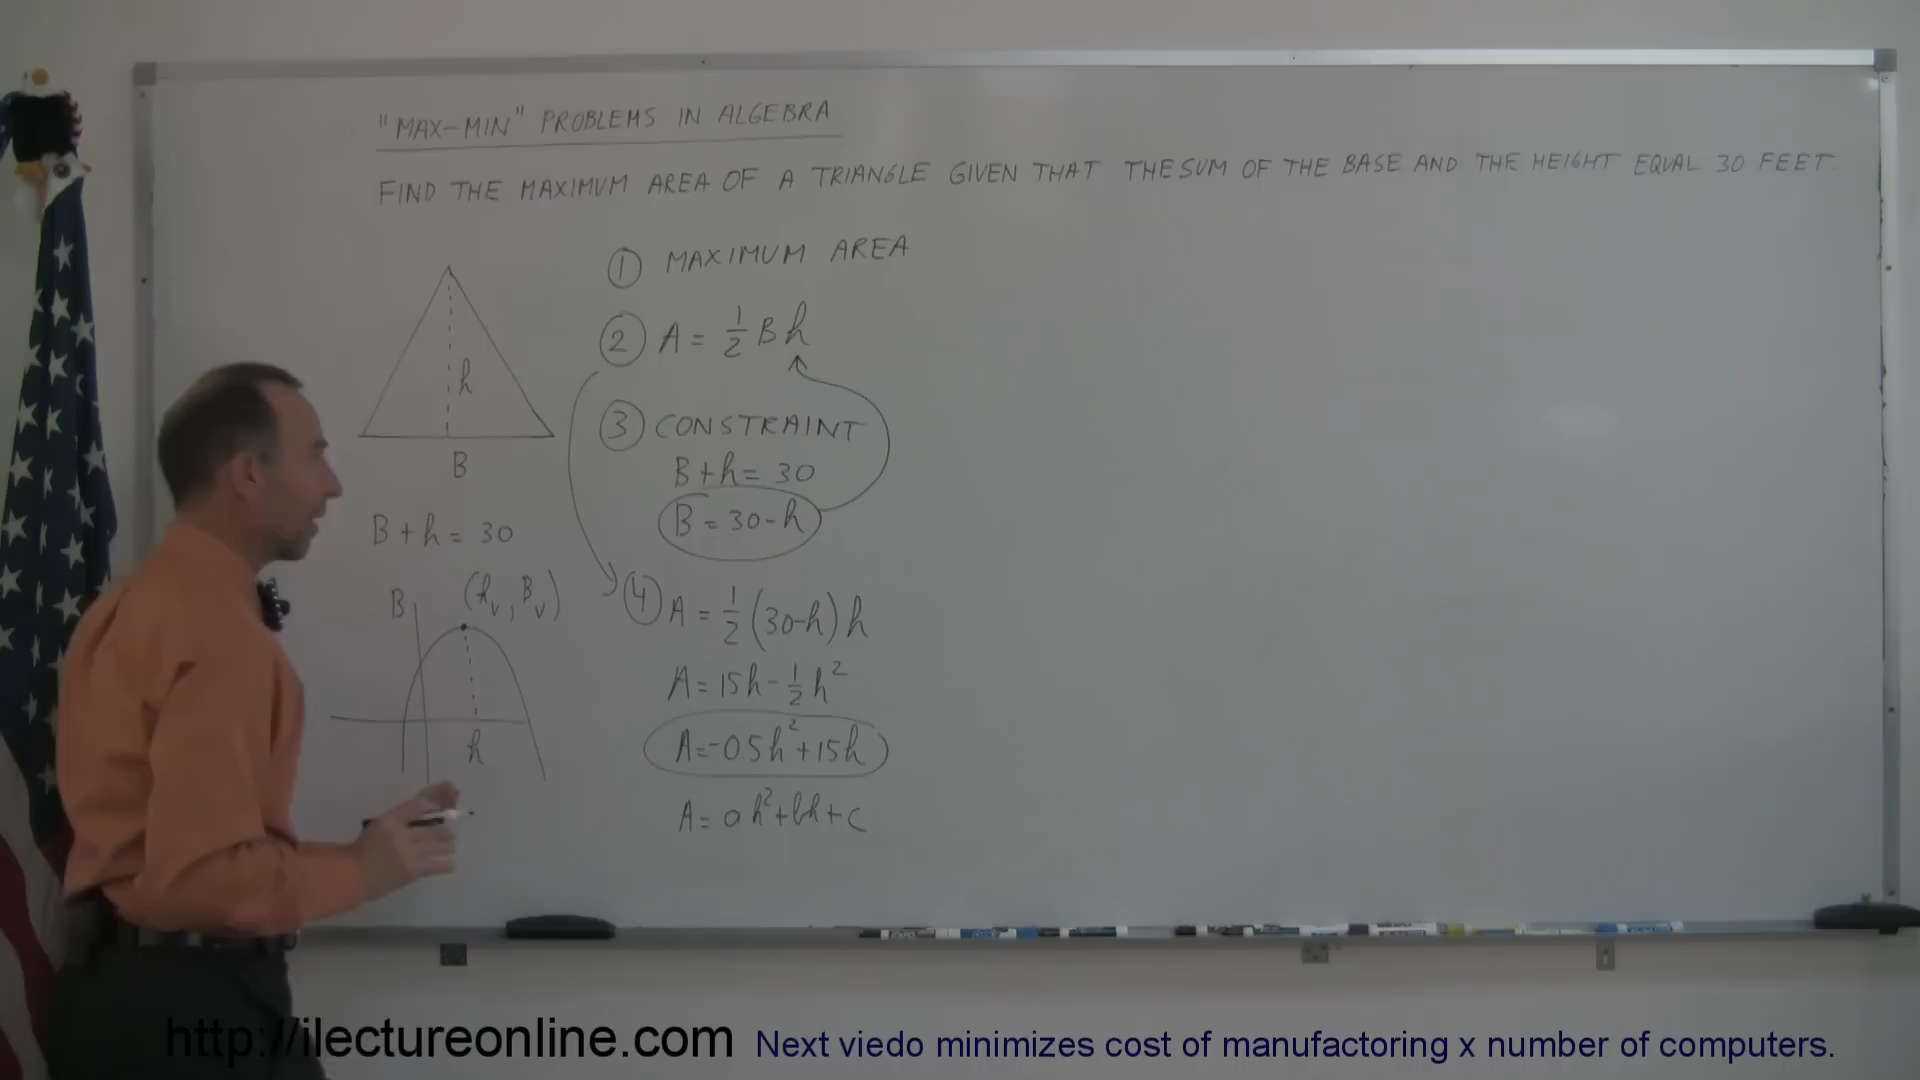 "MAX-MIN" PROBLEMS IN ALGEBRA
FIND THE MAXIMUM AREA OF A TRIANGLE GIVEN THAT THE SUM OF THE BASE AND THE HEIGHT EQUAL 30 FEET.
h
B
B + h = 30
B
(h_v, B_v)
h
① MAXIMUM AREA
② A = 1/2 B h
③ CONSTRAINT
B + h = 30
B = 30 - h
④ A = 1/2 (30-h) h
A = 15h - 1/2 h²
A = -0.5h² + 15h
A = ah² + bh + c
http://ilectureonline.com
Next viedo minimizes cost of manufactoring x number of computers.